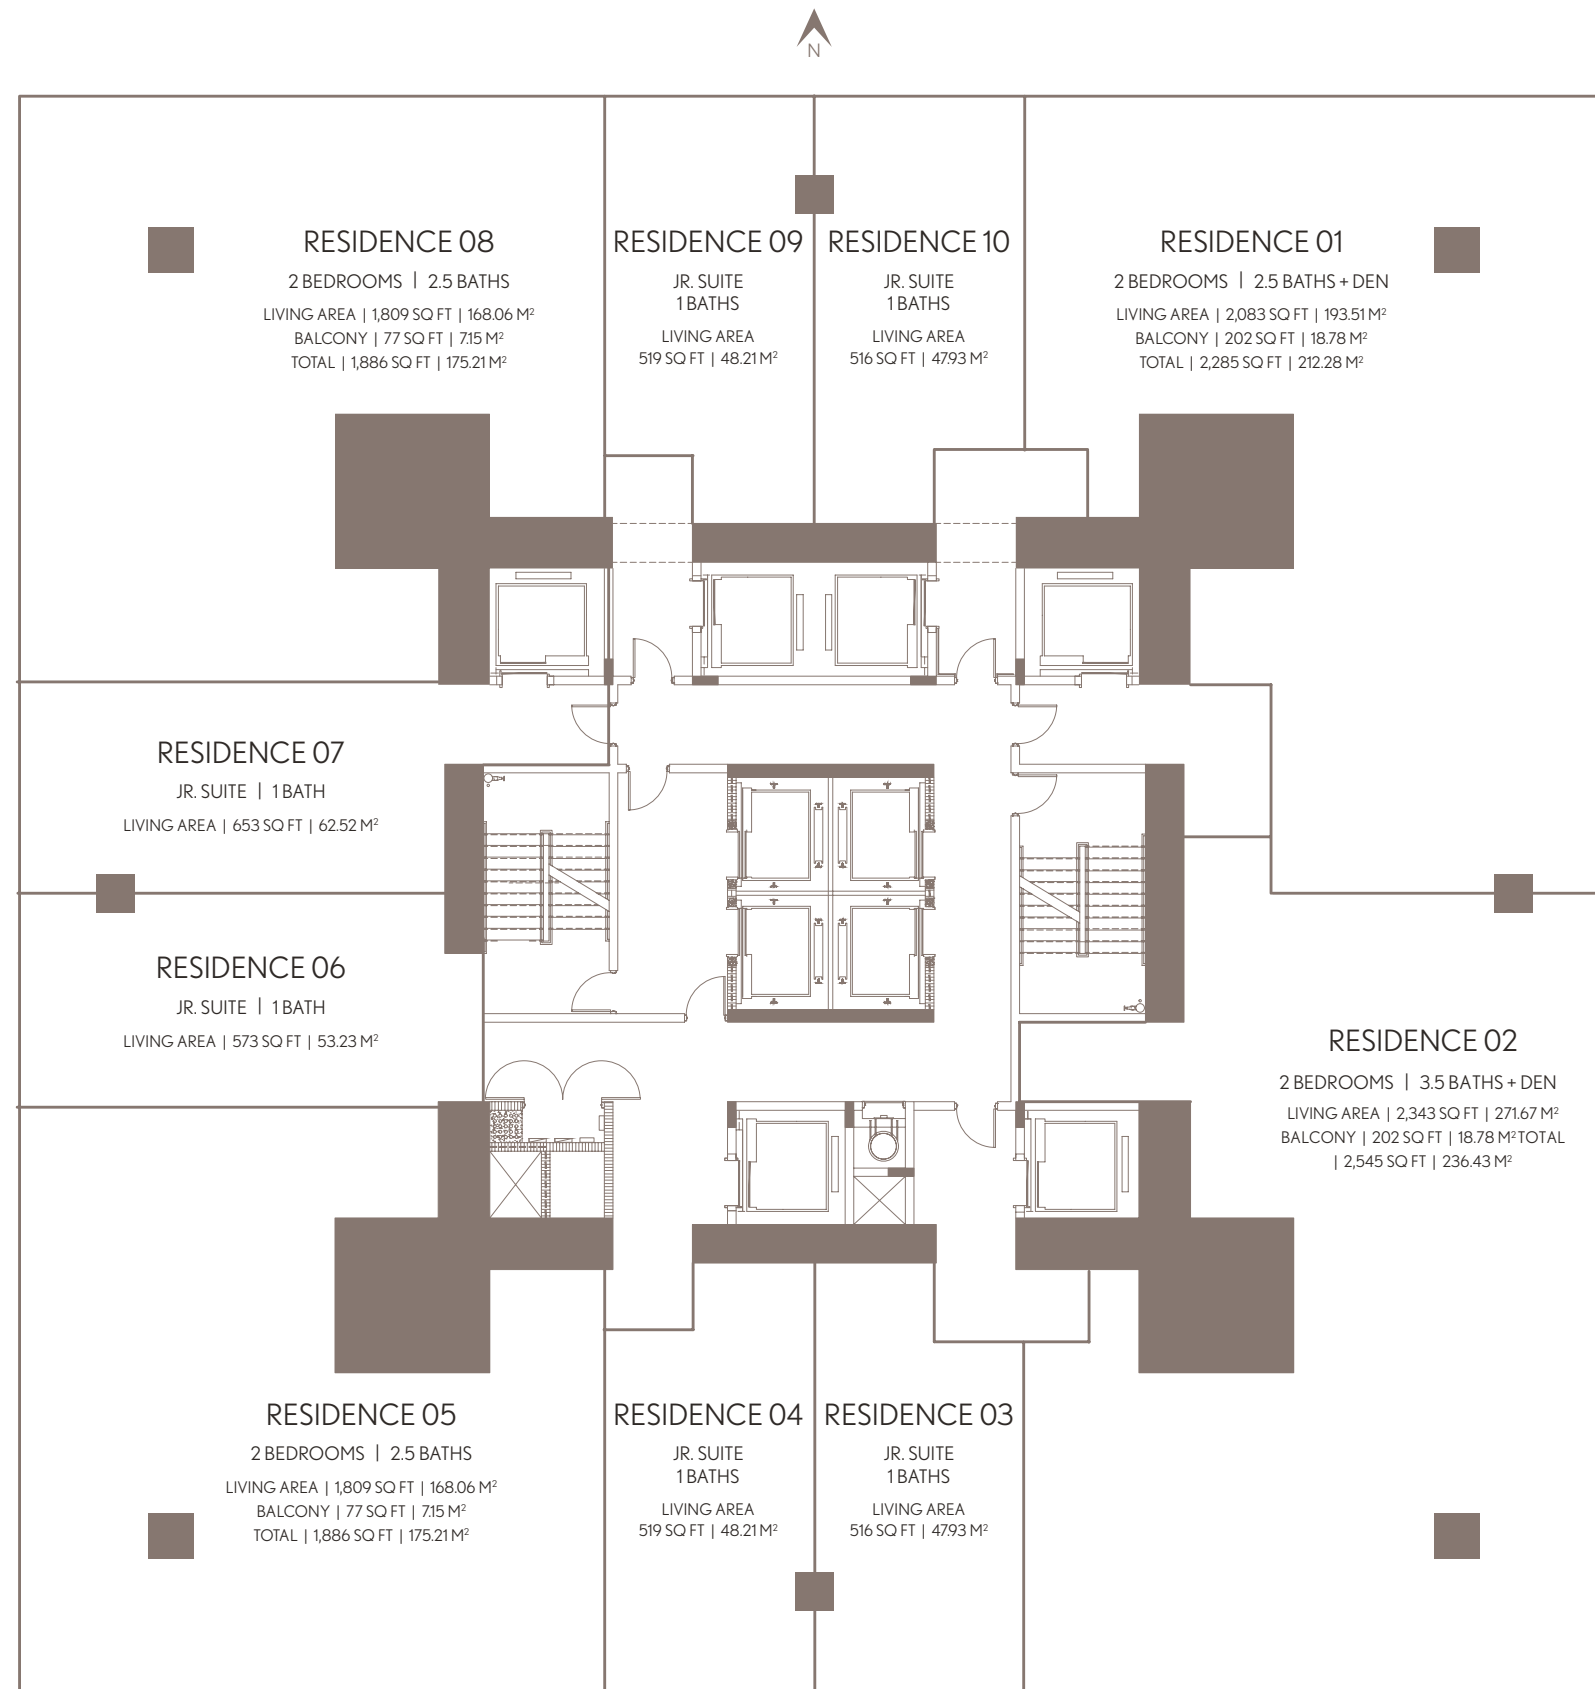 N
RESIDENCE 08
2 BEDROOMS | 2.5 BATHS
LIVING AREA | 1,809 SQ FT | 168.06 M²
BALCONY | 77 SQ FT | 7.15 M²
TOTAL | 1,886 SQ FT | 175.21 M²
RESIDENCE 09
JR. SUITE
1 BATHS
LIVING AREA
519 SQ FT | 48.21 M²
RESIDENCE 10
JR. SUITE
1 BATHS
LIVING AREA
516 SQ FT | 47.93 M²
RESIDENCE 01
2 BEDROOMS | 2.5 BATHS + DEN
LIVING AREA | 2,083 SQ FT | 193.51 M²
BALCONY | 202 SQ FT | 18.78 M²
TOTAL | 2,285 SQ FT | 212.28 M²
RESIDENCE 07
JR. SUITE | 1 BATH
LIVING AREA | 653 SQ FT | 62.52 M²
RESIDENCE 06
JR. SUITE | 1 BATH
LIVING AREA | 573 SQ FT | 53.23 M²
RESIDENCE 02
2 BEDROOMS | 3.5 BATHS + DEN
LIVING AREA | 2,343 SQ FT | 271.67 M²
BALCONY | 202 SQ FT | 18.78 M² TOTAL
| 2,545 SQ FT | 236.43 M²
RESIDENCE 05
2 BEDROOMS | 2.5 BATHS
LIVING AREA | 1,809 SQ FT | 168.06 M²
BALCONY | 77 SQ FT | 7.15 M²
TOTAL | 1,886 SQ FT | 175.21 M²
RESIDENCE 04
JR. SUITE
1 BATHS
LIVING AREA
519 SQ FT | 48.21 M²
RESIDENCE 03
JR. SUITE
1 BATHS
LIVING AREA
516 SQ FT | 47.93 M²